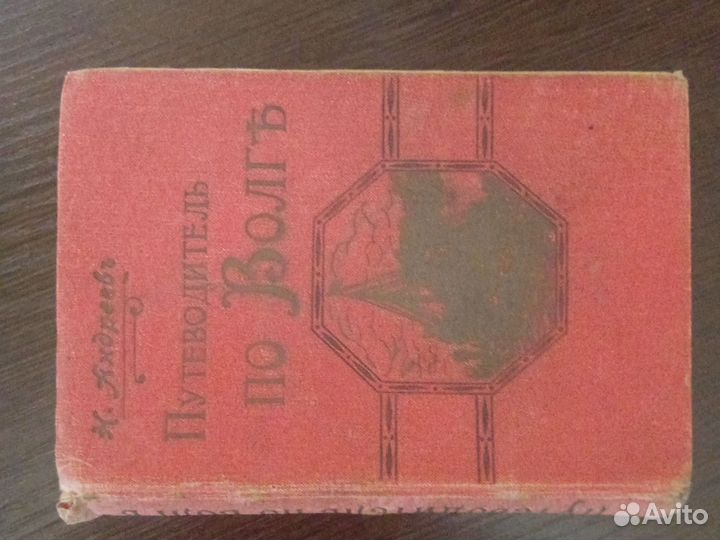 Н. Андреевъ
Путеводитель
по Волгѣ
Avito